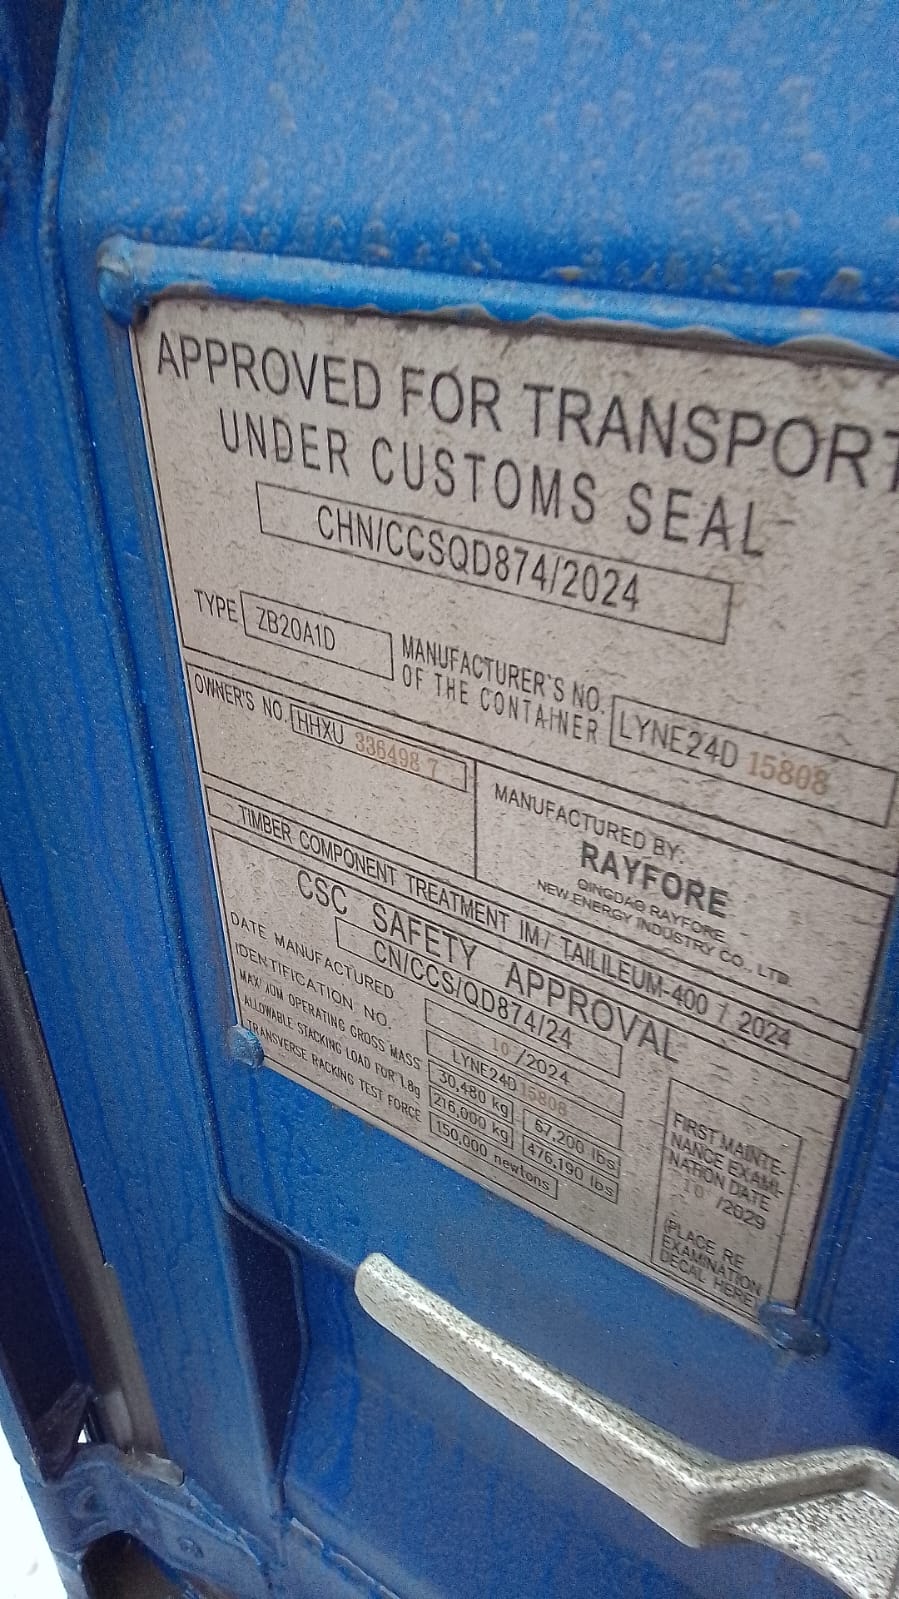 APPROVED FOR TRANSPORT
UNDER CUSTOMS SEAL
CHN/CCSQD874/2024
TYPE ZB20A1D
MANUFACTURER'S NO. OF THE CONTAINER LYNE24D 15808
OWNER'S NO. HHXU 336498 7
MANUFACTURED BY:
RAYFORE
QINGDAO RAYFORE
NEW ENERGY INDUSTRY CO., LTD
TIMBER COMPONENT TREATMENT IM / TAILILEUM-400 / 2024
CSC SAFETY APPROVAL
CN/CCS/QD874/24
DATE MANUFACTURED 10 /2024
IDENTIFICATION NO. LYNE24D 15808
MAXIMUM OPERATING GROSS MASS 30,480 kg 67,200 lbs
ALLOWABLE STACKING LOAD FOR 1.8g 216,000 kg 476,190 lbs
TRANSVERSE RACKING TEST FORCE 150,000 newtons
FIRST MAINTE-
NANCE EXAMI-
NATION DATE
10 /2029
(PLACE RE
EXAMINATION
DECAL HERE)